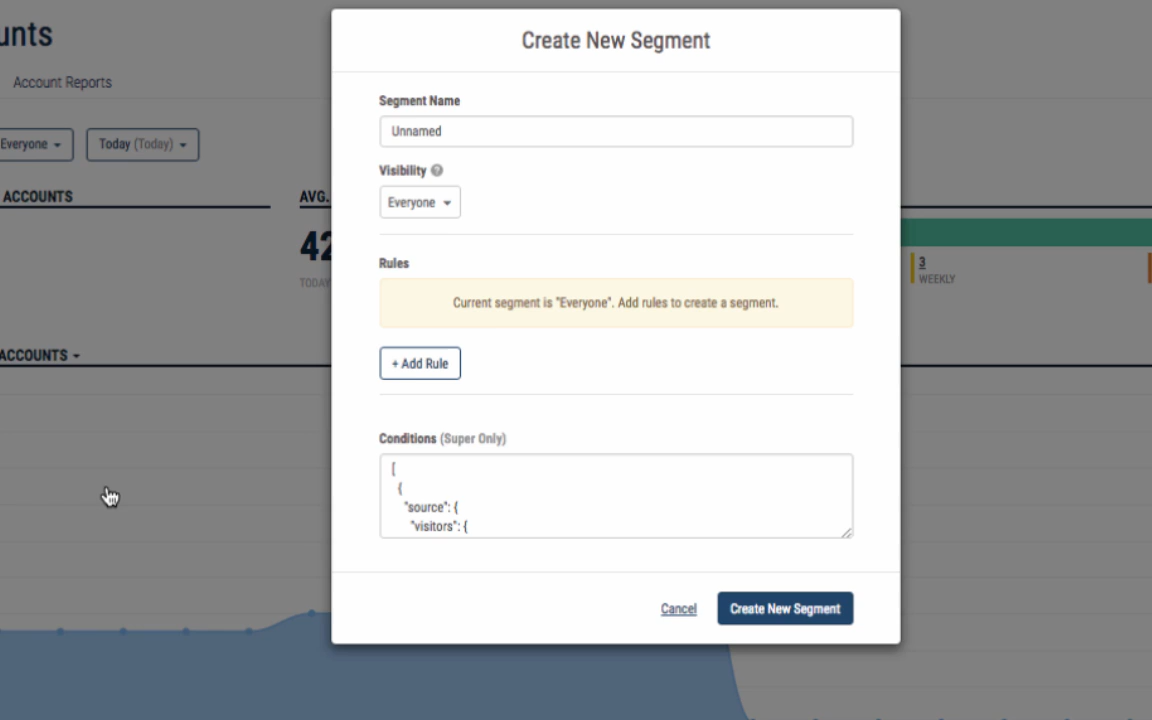 unts
Account Reports
Everyone
Today (Today)
ACCOUNTS
AVG.
42
TODAY
3
WEEKLY
ACCOUNTS
Create New Segment
Segment Name
Unnamed
Visibility ?
Everyone
Rules
Current segment is "Everyone". Add rules to create a segment.
+ Add Rule
Conditions (Super Only)
[
{
"source": {
"visitors": {
Cancel
Create New Segment